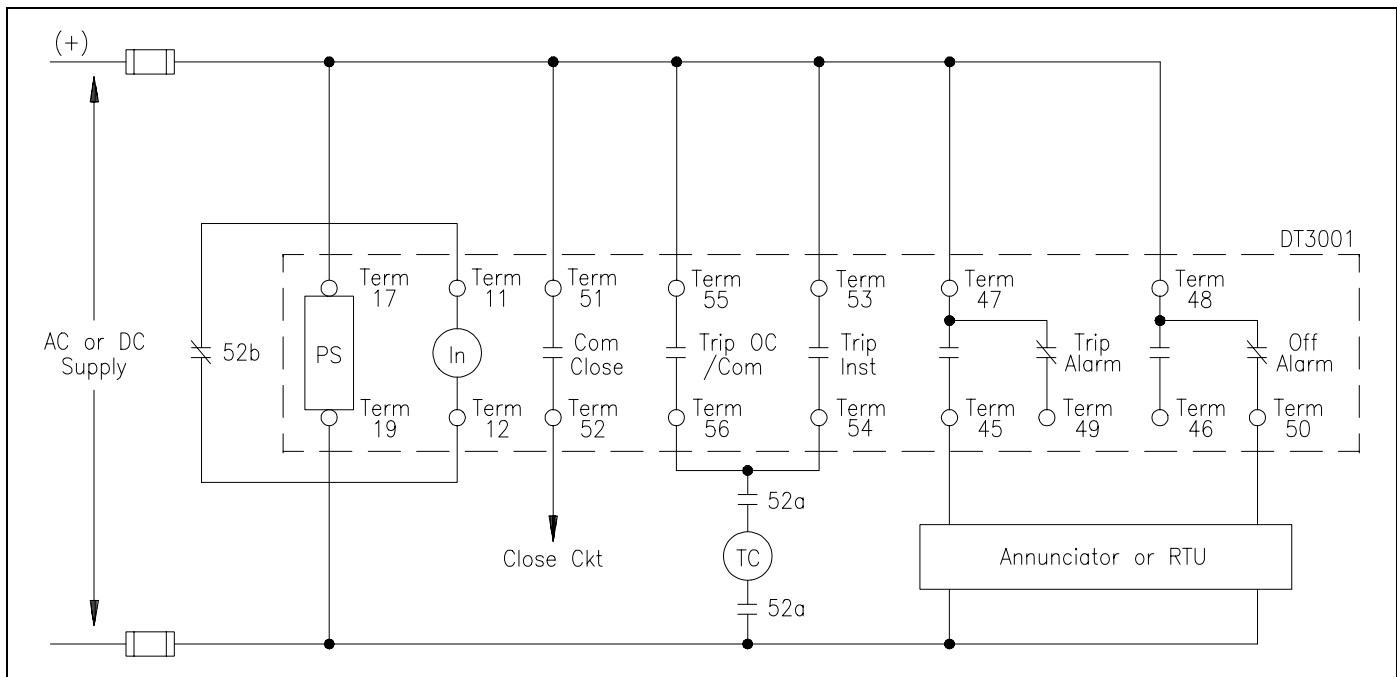 (+)
DT3001
Term 17
Term 11
Term 51
Term 55
Term 53
Term 47
Term 48
AC or DC
Supply
52b
PS
In
Com
Close
Trip OC
/Com
Trip
Inst
Trip
Alarm
Off
Alarm
Term 19
Term 12
Term 52
Term 56
Term 54
Term 45
Term 49
Term 46
Term 50
52a
Close Ckt
TC
Annunciator or RTU
52a